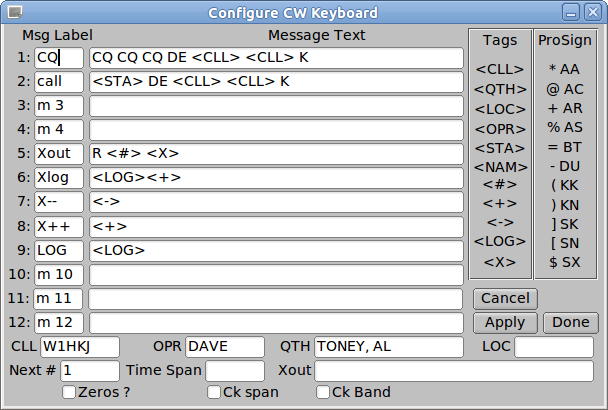 Configure CW Keyboard
Msg Label Message Text Tags ProSign
1: CQ CQ CQ CQ DE <CLL> <CLL> K
2: call <STA> DE <CLL> <CLL> K
3: m 3
4: m 4
5: Xout R <#> <X>
6: Xlog <LOG><+>
7: X-- <->
8: X++ <+>
9: LOG <LOG>
10: m 10
11: m 11
12: m 12
<CLL> * AA
<QTH> @ AC
<LOC> + AR
<OPR> % AS
<STA> = BT
<NAM> - DU
<#> ( KK
<+> ) KN
<-> ] SK
<LOG> [ SN
<X> $ SX
Cancel
Apply Done
CLL W1HKJ OPR DAVE QTH TONEY, AL LOC
Next # 1 Time Span Xout
Zeros ? Ck span Ck Band